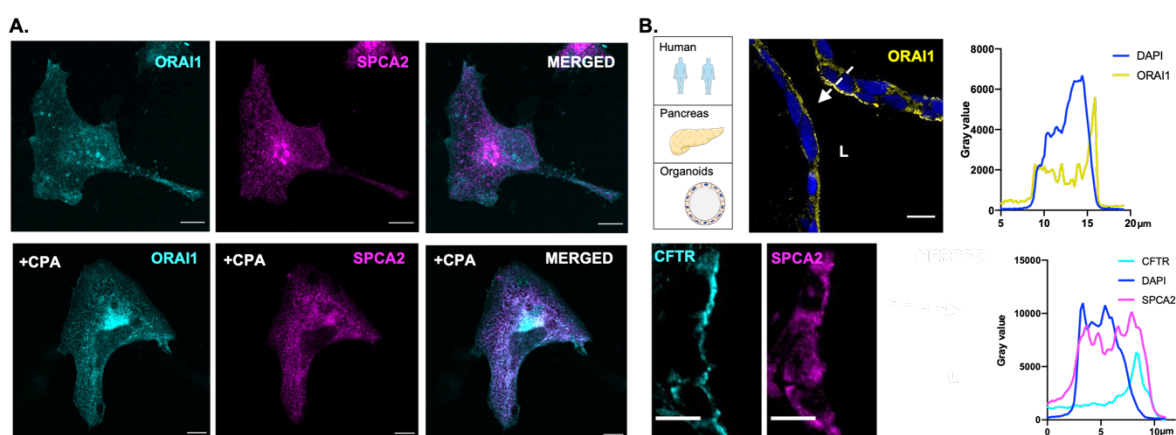 A.
ORAI1
SPCA2
MERGED
+CPA
ORAI1
+CPA
SPCA2
+CPA
MERGED
B.
Human
Pancreas
Organoids
ORAI1
L
Gray value
8000
6000
4000
2000
0
5
10
15
20
µm
DAPI
ORAI1
CFTR
SPCA2
MERGED
L
Gray value
15000
10000
5000
0
0
5
10
µm
CFTR
DAPI
SPCA2